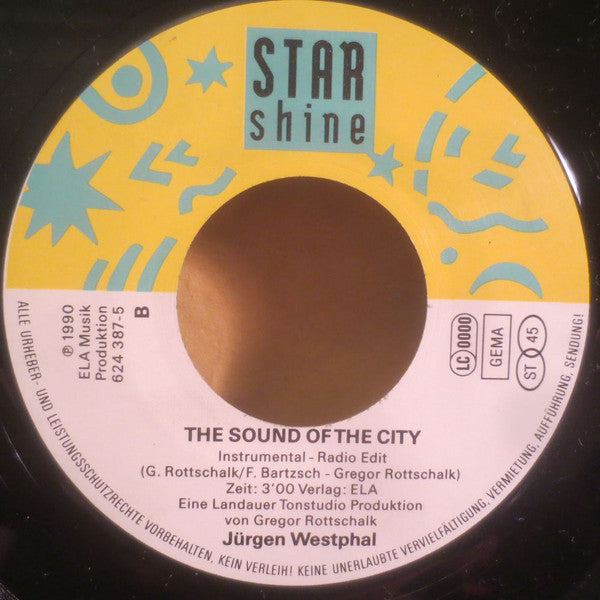 STAR
shine
℗ 1990
ELA Musik
Produktion
624 387-5
B
LC 0000
GEMA
ST 45
THE SOUND OF THE CITY
Instrumental - Radio Edit
(G. Rottschalk/F. Bartzsch - Gregor Rottschalk)
Zeit: 3'00 Verlag: ELA
Eine Landauer Tonstudio Produktion
von Gregor Rottschalk
Jürgen Westphal
ALLE URHEBER- UND LEISTUNGSSCHUTZRECHTE VORBEHALTEN. KEIN VERLEIH! KEINE UNERLAUBTE VERVIELFÄLTIGUNG, VERMIETUNG, AUFFÜHRUNG, SENDUNG!